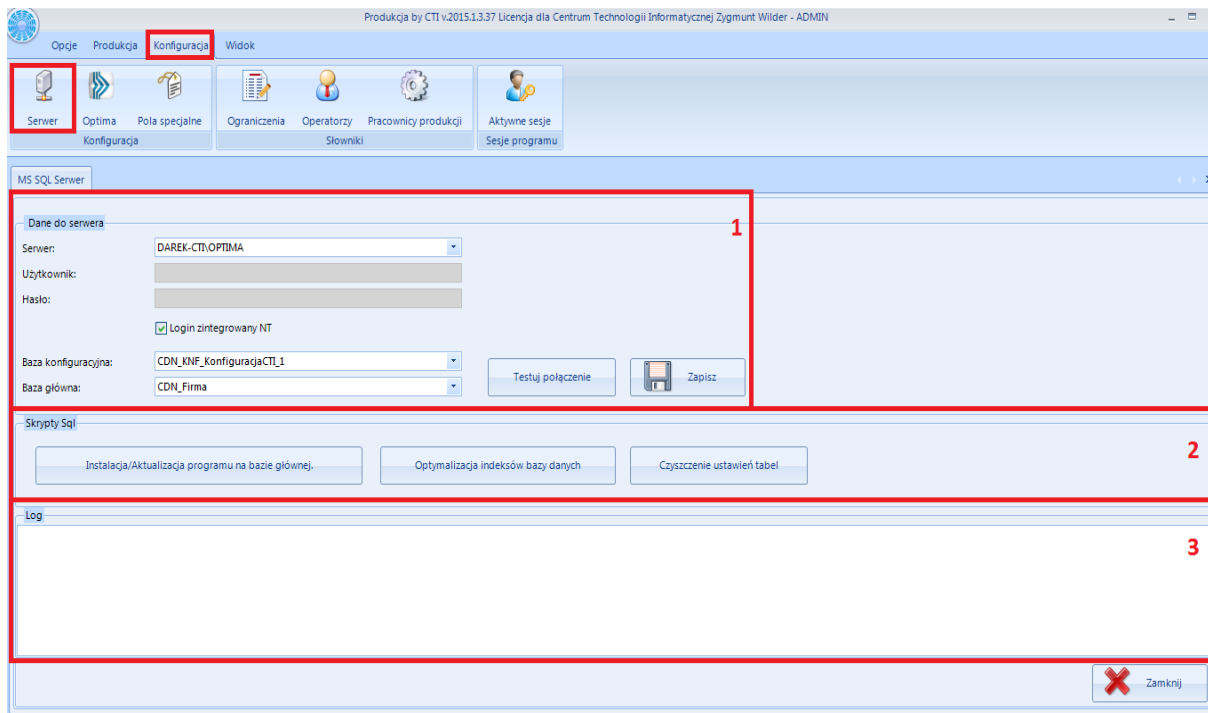 Produkcja by CTI v.2015.1.3.37 Licencja dla Centrum Technologii Informatycznej Zygmunt Wilder - ADMIN
Opcje Produkcja Konfiguracja Widok
Serwer Optima Pola specjalne Ograniczenia Operatorzy Pracownicy produkcji Aktywne sesje
Konfiguracja Słowniki Sesje programu
MS SQL Serwer
Dane do serwera
1
Serwer: DAREK-CTI\OPTIMA
Użytkownik:
Hasło:
Login zintegrowany NT
Baza konfiguracyjna: CDN_KNF_KonfiguracjaCTI_1
Testuj połączenie Zapisz
Baza główna: CDN_Firma
Skrypty Sql
2
Instalacja/Aktualizacja programu na bazie głównej. Optymalizacja indeksów bazy danych Czyszczenie ustawień tabel
Log
3
Zamknij